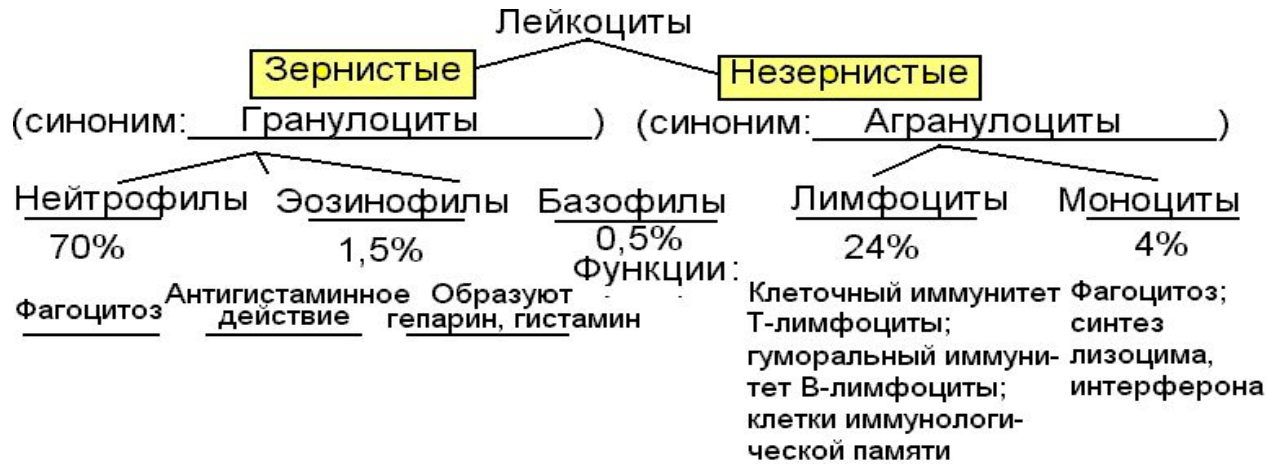 Лейкоциты
Зернистые Незернистые
(синоним: Гранулоциты ) (синоним: Агранулоциты )
Нейтрофилы Эозинофилы Базофилы Лимфоциты Моноциты
70% 1,5% 0,5% 24% 4%
Функции:
Фагоцитоз
Антигистаминное
действие
Образуют
гепарин, гистамин
Клеточный иммунитет
Т-лимфоциты;
гуморальный иммуни-
тет В-лимфоциты;
клетки иммунологи-
ческой памяти
Фагоцитоз;
синтез
лизоцима,
интерферона